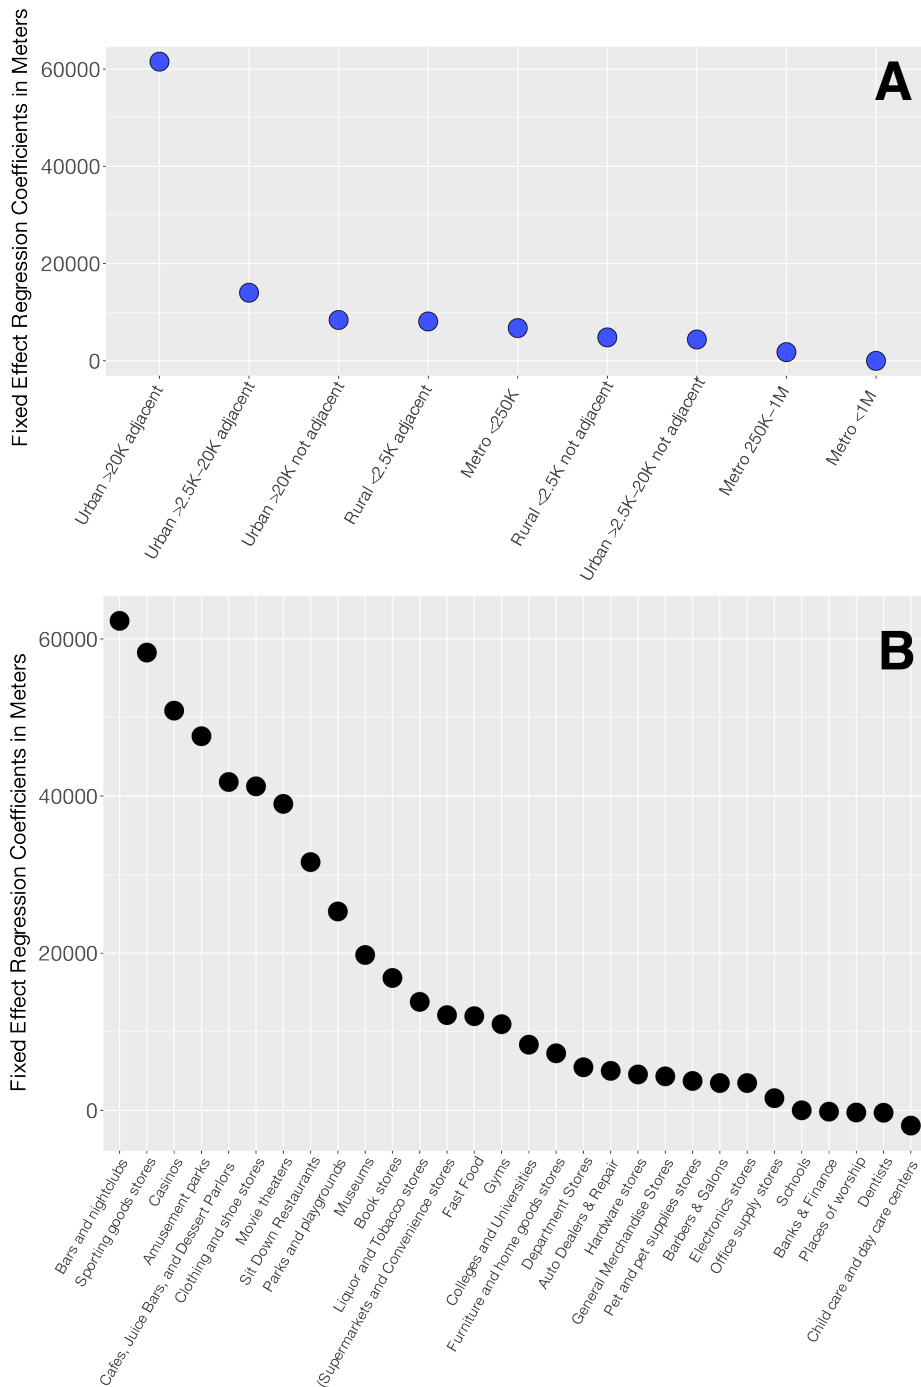 Fixed Effect Regression Coefficients in Meters
60000
40000
20000
0
A
Urban >20K adjacent
Urban >2.5K−20K adjacent
Urban >20K not adjacent
Rural <2.5K adjacent
Metro <250K
Rural <2.5K not adjacent
Urban >2.5K−20K not adjacent
Metro 250K−1M
Metro <1M
Fixed Effect Regression Coefficients in Meters
60000
40000
20000
0
B
Bars and nightclubs
Sporting goods stores
Casinos
Amusement parks
Cafes, Juice Bars, and Dessert Parlors
Clothing and shoe stores
Movie theaters
Sit Down Restaurants
Parks and playgrounds
Museums
Book stores
Liquor and Tobacco stores
(Supermarkets and Convenience stores
Fast Food
Gyms
Colleges and Universities
Furniture and home goods stores
Department Stores
Auto Dealers & Repair
Hardware stores
General Merchandise Stores
Pet and pet supplies stores
Barbers & Salons
Electronics stores
Office supply stores
Schools
Banks & Finance
Places of worship
Dentists
Child care and day care centers